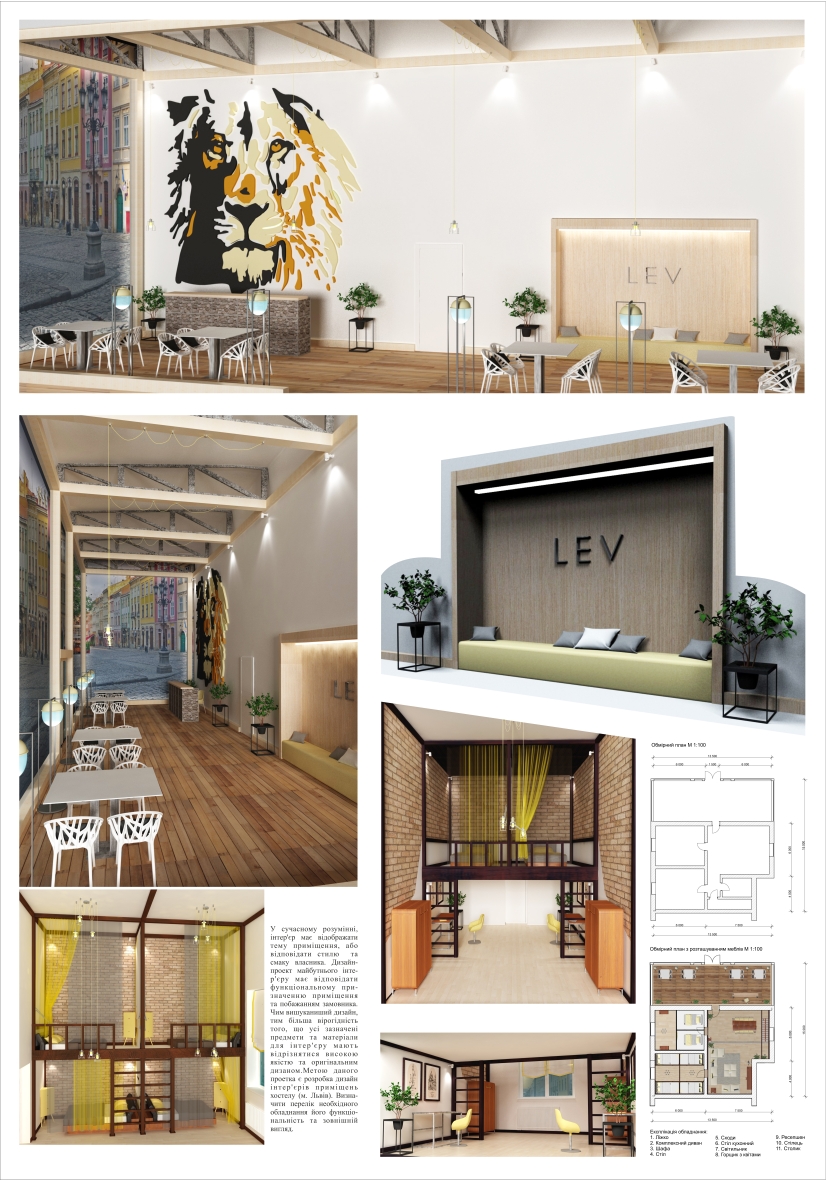 LEV
LEV
LE
У сучасному розумінні,
інтер'єр має відображати
тему приміщення, або
відповідати стилю та
смаку власника. Дизайн-
проект майбутнього інте-
р'єру має відповідати
функціональному при-
значенню приміщення
та побажанням замовника.
Чим вишуканиший дизайн,
тим більша вірогідність
того, що усі зазначені
предмети та матеріали
для інтер'єру мають
відрізнятися високою
якістю та оригінальним
дизаном.Метою даного
проетка є розробка дизайн
інтер'єрів приміщень
хостелу (м. Львів). Визна-
чити перелік необхідного
обладнання його функціо-
нальність та зовнішній
вигляд.
Обмірний план М 1:100
Обмірний план з розташуванням меблів М 1:100
Експлікація обладнання:
1. Ліжко
2. Комплексний диван
3. Шафа
4. Стіл
5. Сходи
6. Стіл кухонний
7. Світильник
8. Горщик з квітами
9. Ресепшин
10. Стілець
11. Столик